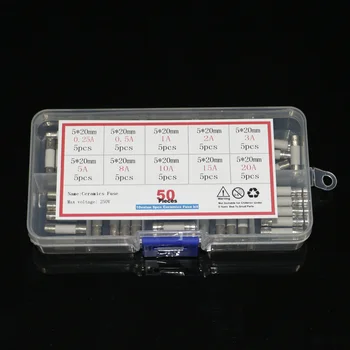 5*20mm 5*20mm 5*20mm 5*20mm 5*20mm
0.25A 0.5A 1A 2A 3A
5pcs 5pcs 5pcs 5pcs 5pcs
5*20mm 5*20mm 5*20mm 5*20mm 5*20mm
5A 8A 10A 15A 20A
5pcs 5pcs 5pcs 5pcs 5pcs
Name:Ceramics Fuse
Max voltage: 250V
50
Pieces
WARNING